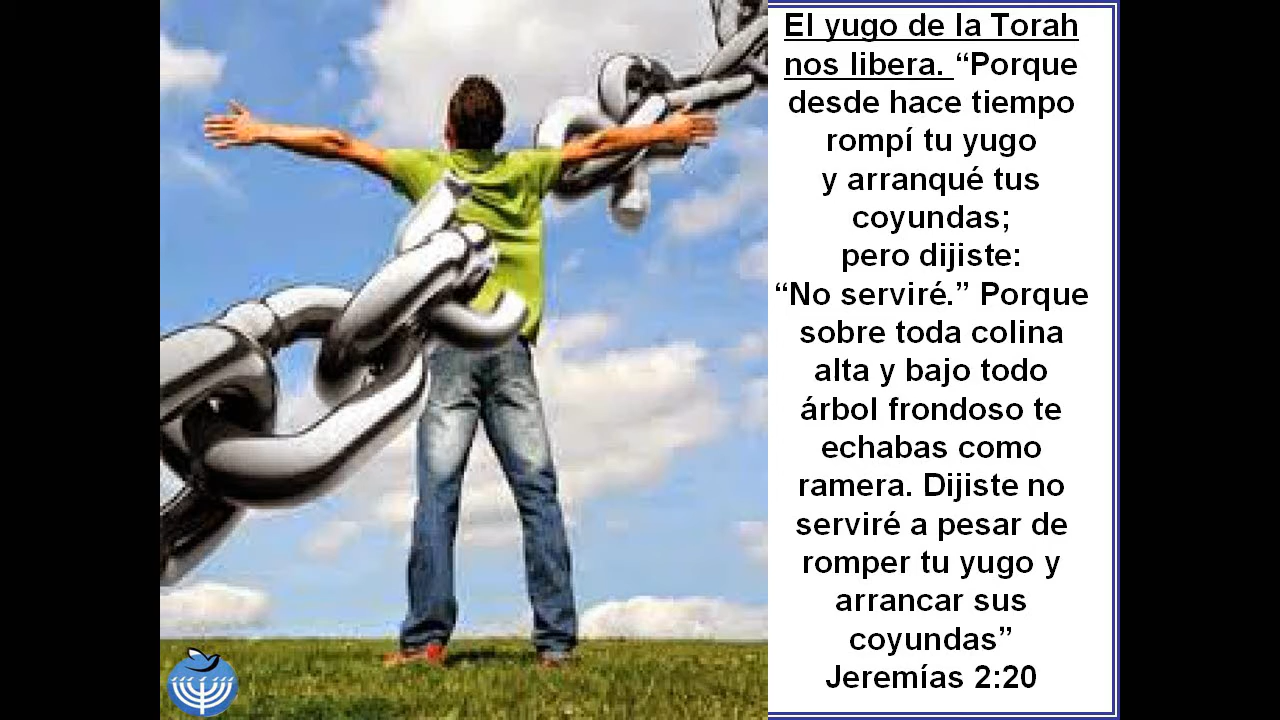 El yugo de la Torah
nos libera. “Porque
desde hace tiempo
rompí tu yugo
y arranqué tus
coyundas;
pero dijiste:
“No serviré.” Porque
sobre toda colina
alta y bajo todo
árbol frondoso te
echabas como
ramera. Dijiste no
serviré a pesar de
romper tu yugo y
arrancar sus
coyundas”
Jeremías 2:20